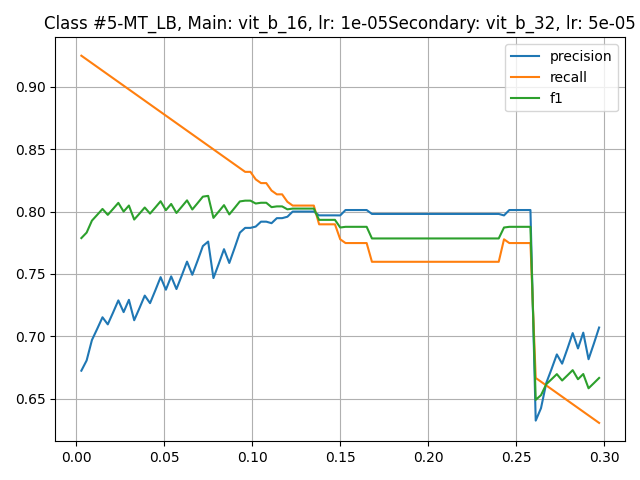 Class #5-MT_LB, Main: vit_b_16, lr: 1e-05Secondary: vit_b_32, lr: 5e-05
precision
recall
f1
0.90
0.85
0.80
0.75
0.70
0.65
0.00 0.05 0.10 0.15 0.20 0.25 0.30